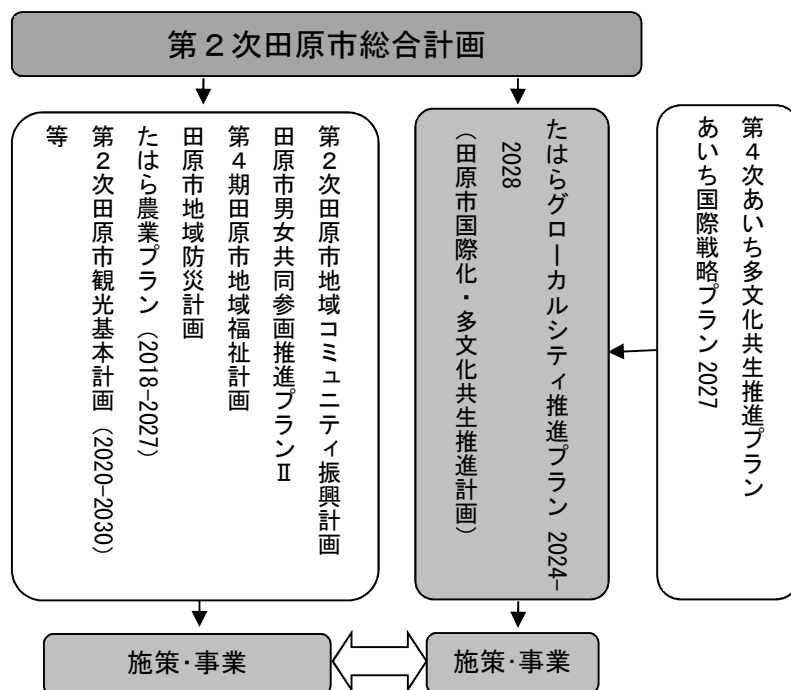 第２次田原市総合計画
第２次田原市地域コミュニティ振興計画
田原市男女共同参画推進プランⅡ
第４期田原市地域福祉計画
田原市地域防災計画
たはら農業プラン（2018-2027）
第２次田原市観光基本計画（2020-2030）
等
たはらグローカルシティ推進プラン 2024-
2028
（田原市国際化・多文化共生推進計画）
第４次あいち多文化共生推進プラン
あいち国際戦略プラン 2027
施策・事業
施策・事業